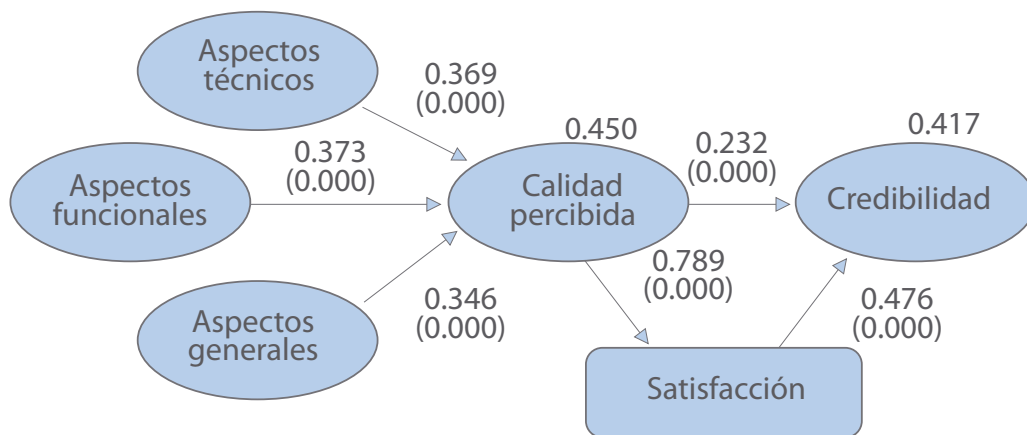 Aspectos
técnicos
0.369
(0.000)
0.373
(0.000)
Aspectos
funcionales
0.450
Calidad
percibida
0.232
(0.000)
0.417
Credibilidad
0.346
(0.000)
Aspectos
generales
0.789
(0.000)
0.476
(0.000)
Satisfacción